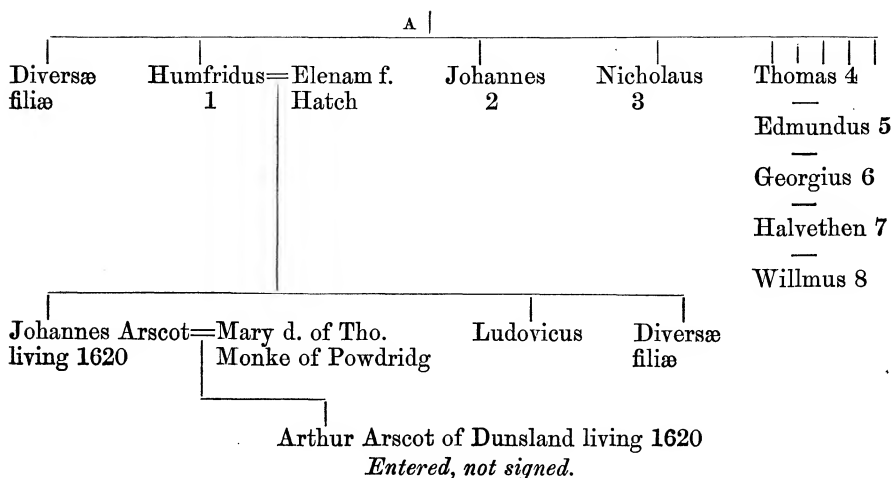 A
Diversæ Humfridus=Elenam f. Johannes Nicholaus Thomas 4
filiæ 1 Hatch 2 3
Edmundus 5
Georgius 6
Halvethen 7
Willmus 8
Johannes Arscot=Mary d. of Tho. Ludovicus Diversæ
living 1620 Monke of Powdridg filiæ
Arthur Arscot of Dunsland living 1620
Entered, not signed.